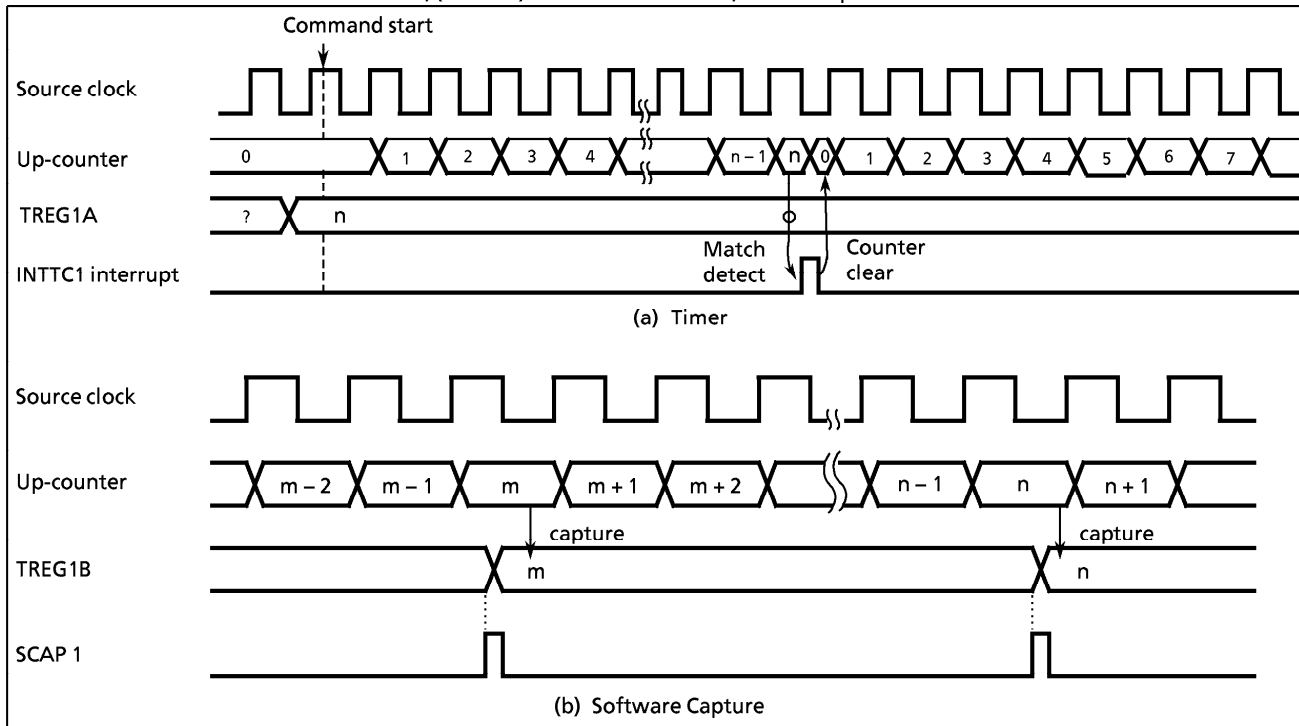 Command start
Source clock
Up-counter 0 1 2 3 4 n – 1 n 0 1 2 3 4 5 6 7
TREG1A ? n
Match detect
Counter clear
INTTC1 interrupt
(a) Timer
Source clock
Up-counter m – 2 m – 1 m m + 1 m + 2 n – 1 n n + 1
capture capture
TREG1B m n
SCAP 1
(b) Software Capture